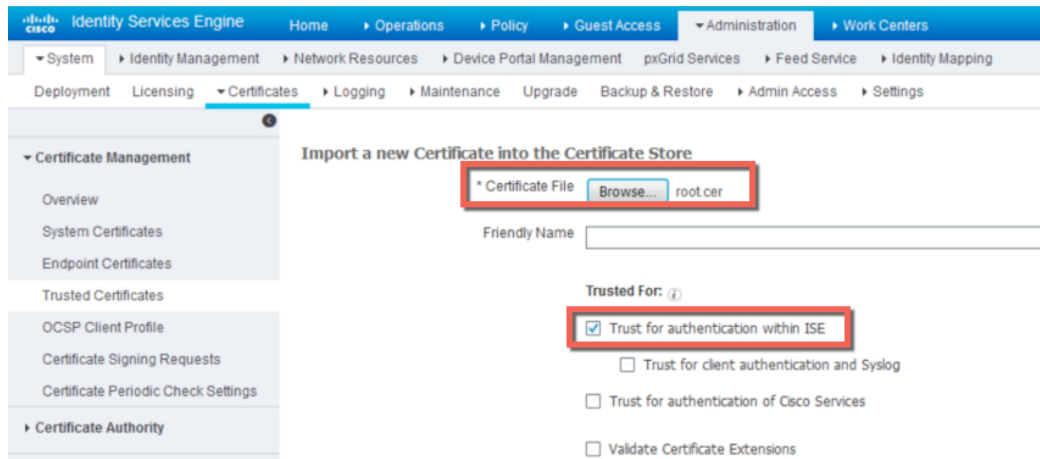 cisco Identity Services Engine Home Operations Policy Guest Access Administration Work Centers
System Identity Management Network Resources Device Portal Management pxGrid Services Feed Service Identity Mapping
Deployment Licensing Certificates Logging Maintenance Upgrade Backup & Restore Admin Access Settings
Certificate Management
Overview
System Certificates
Endpoint Certificates
Trusted Certificates
OCSP Client Profile
Certificate Signing Requests
Certificate Periodic Check Settings
Certificate Authority
Import a new Certificate into the Certificate Store
* Certificate File Browse... root.cer
Friendly Name
Trusted For: i
Trust for authentication within ISE
Trust for client authentication and Syslog
Trust for authentication of Cisco Services
Validate Certificate Extensions